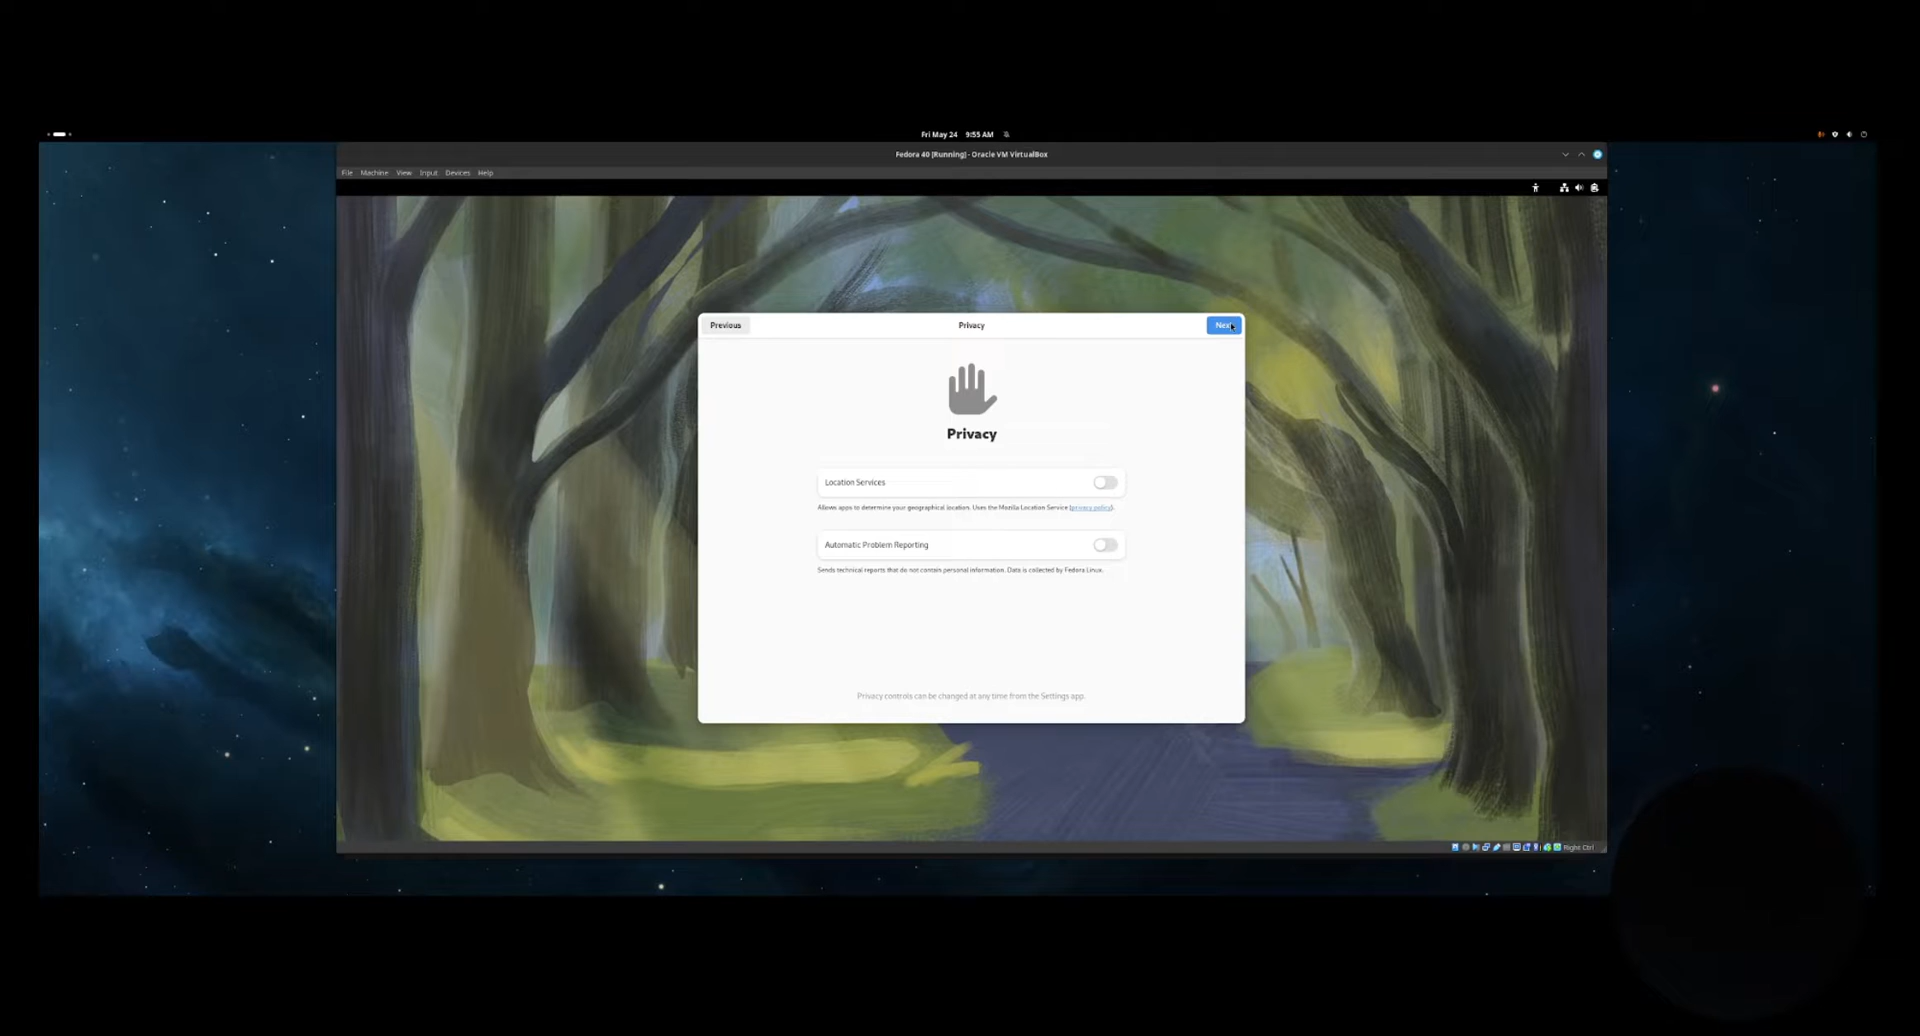 Fri May 24 9:55 AM
Fedora 40 [Running] - Oracle VM VirtualBox
File Machine View Input Devices Help
Previous
Privacy
Privacy
Location Services
Allows apps to determine your geographical location. Uses the Mozilla Location Service (privacy policy).
Automatic Problem Reporting
Sends technical reports that do not contain personal information. Data is collected by Fedora Linux.
Privacy controls can be changed at any time from the Settings app.
Right Ctrl